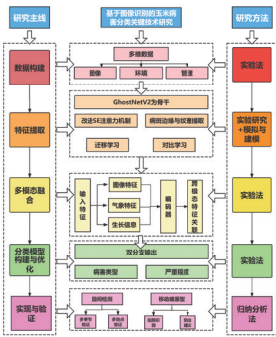 研究主线
基于图像识别的玉米病害分类关键技术研究
研究方法
数据构建
多维数据
图像
环境
管理
实验法
特征提取
GhostNetV2为骨干
改进SE注意力机制
病斑边缘与纹理提取
迁移学习
对比学习
实验研究
+模拟与
建模
多模态
融合
输入特征
图像特征
气象特征
生长信息
编码器
跨模态特征关联
实验法
分类模型
构建与优
化
双分支输出
病害类型
严重程度
实验法
实现与验
证
田间检测
移动端原型
归纳分析
法